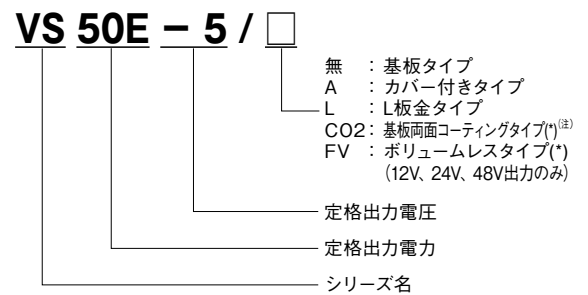 VS 50E － 5 / □
無 ：基板タイプ
A ：カバー付きタイプ
L ：L板金タイプ
CO2：基板両面コーティングタイプ(*)(注)
FV ：ボリュームレスタイプ(*)
(12V、24V、48V出力のみ)
定格出力電圧
定格出力電力
シリーズ名